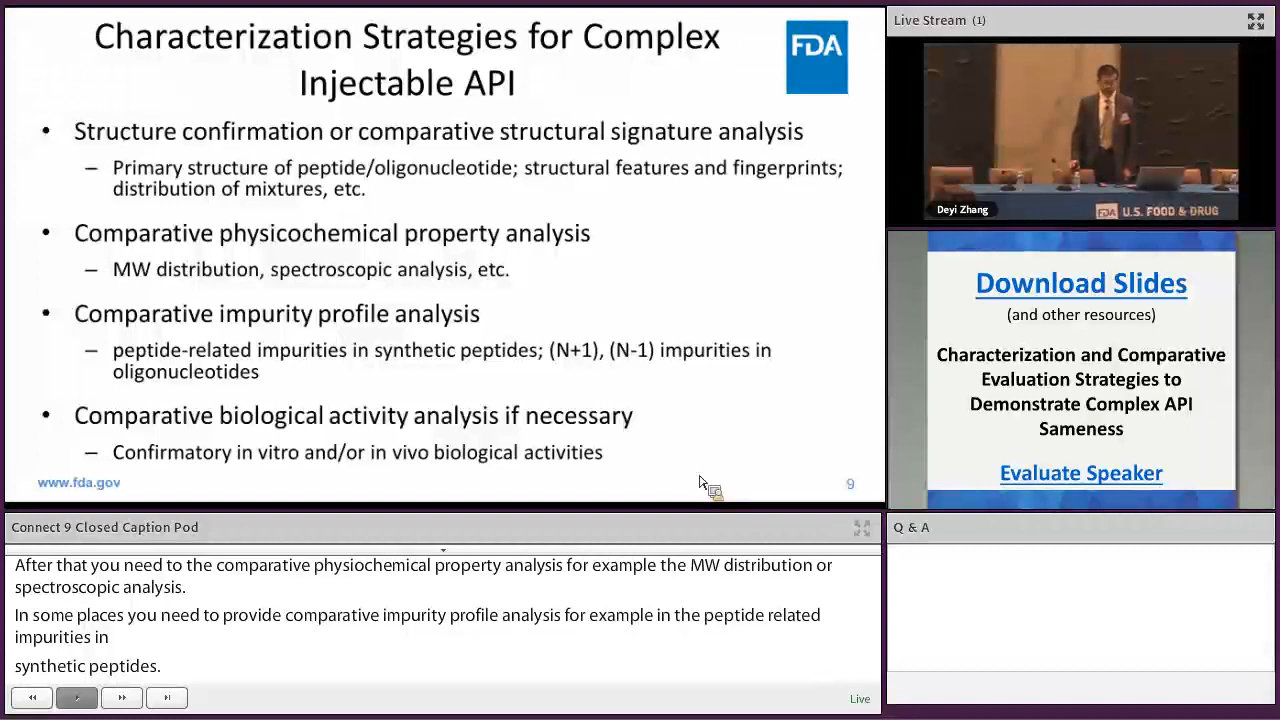 Characterization Strategies for Complex
Injectable API
FDA
• Structure confirmation or comparative structural signature analysis
– Primary structure of peptide/oligonucleotide; structural features and fingerprints;
distribution of mixtures, etc.
• Comparative physicochemical property analysis
– MW distribution, spectroscopic analysis, etc.
• Comparative impurity profile analysis
– peptide-related impurities in synthetic peptides; (N+1), (N-1) impurities in
oligonucleotides
• Comparative biological activity analysis if necessary
– Confirmatory in vitro and/or in vivo biological activities
www.fda.gov
9
Live Stream (1)
Deyi Zhang
FDA U.S. FOOD & DRUG
Download Slides
(and other resources)
Characterization and Comparative
Evaluation Strategies to
Demonstrate Complex API
Sameness
Evaluate Speaker
Connect 9 Closed Caption Pod
After that you need to the comparative physiochemical property analysis for example the MW distribution or
spectroscopic analysis.
In some places you need to provide comparative impurity profile analysis for example in the peptide related
impurities in
synthetic peptides.
Live
Q & A